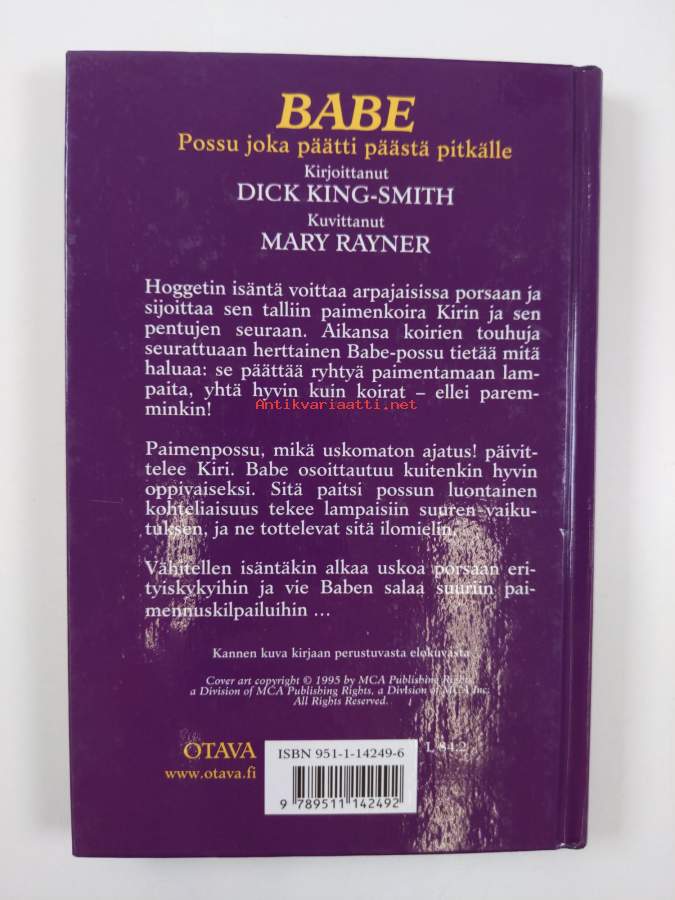 BABE
Possu joka päätti päästä pitkälle
Kirjoittanut
DICK KING-SMITH
Kuvittanut
MARY RAYNER
Hoggetin isäntä voittaa arpajaisissa porsaan ja
sijoittaa sen talliin paimenkoira Kirin ja sen
pentujen seuraan. Aikansa koirien touhuja
seurattuaan herttainen Babe-possu tietää mitä
haluaa: se päättää ryhtyä paimentamaan lam-
paita, yhtä hyvin kuin koirat – ellei parem-
minkin!
Antikvariaatti.net
Paimenpossu, mikä uskomaton ajatus! päivit-
telee Kiri. Babe osoittautuu kuitenkin hyvin
oppivaiseksi. Sitä paitsi possun luontainen
kohteliaisuus tekee lampaisiin suuren vaiku-
tuksen, ja ne tottelevat sitä ilomielin.
Vähitellen isäntäkin alkaa uskoa porsaan eri-
tyiskykyihin ja vie Baben salaa suuriin pai-
mennuskilpailuihin ...
Kannen kuva kirjaan perustuvasta elokuvasta
Cover art copyright © 1995 by MCA Publishing Rights,
a Division of MCA Publishing Rights, a Division of MCA Inc.
All Rights Reserved.
OTAVA
www.otava.fi
ISBN 951-1-14249-6
L 84.2
9 789511 142492